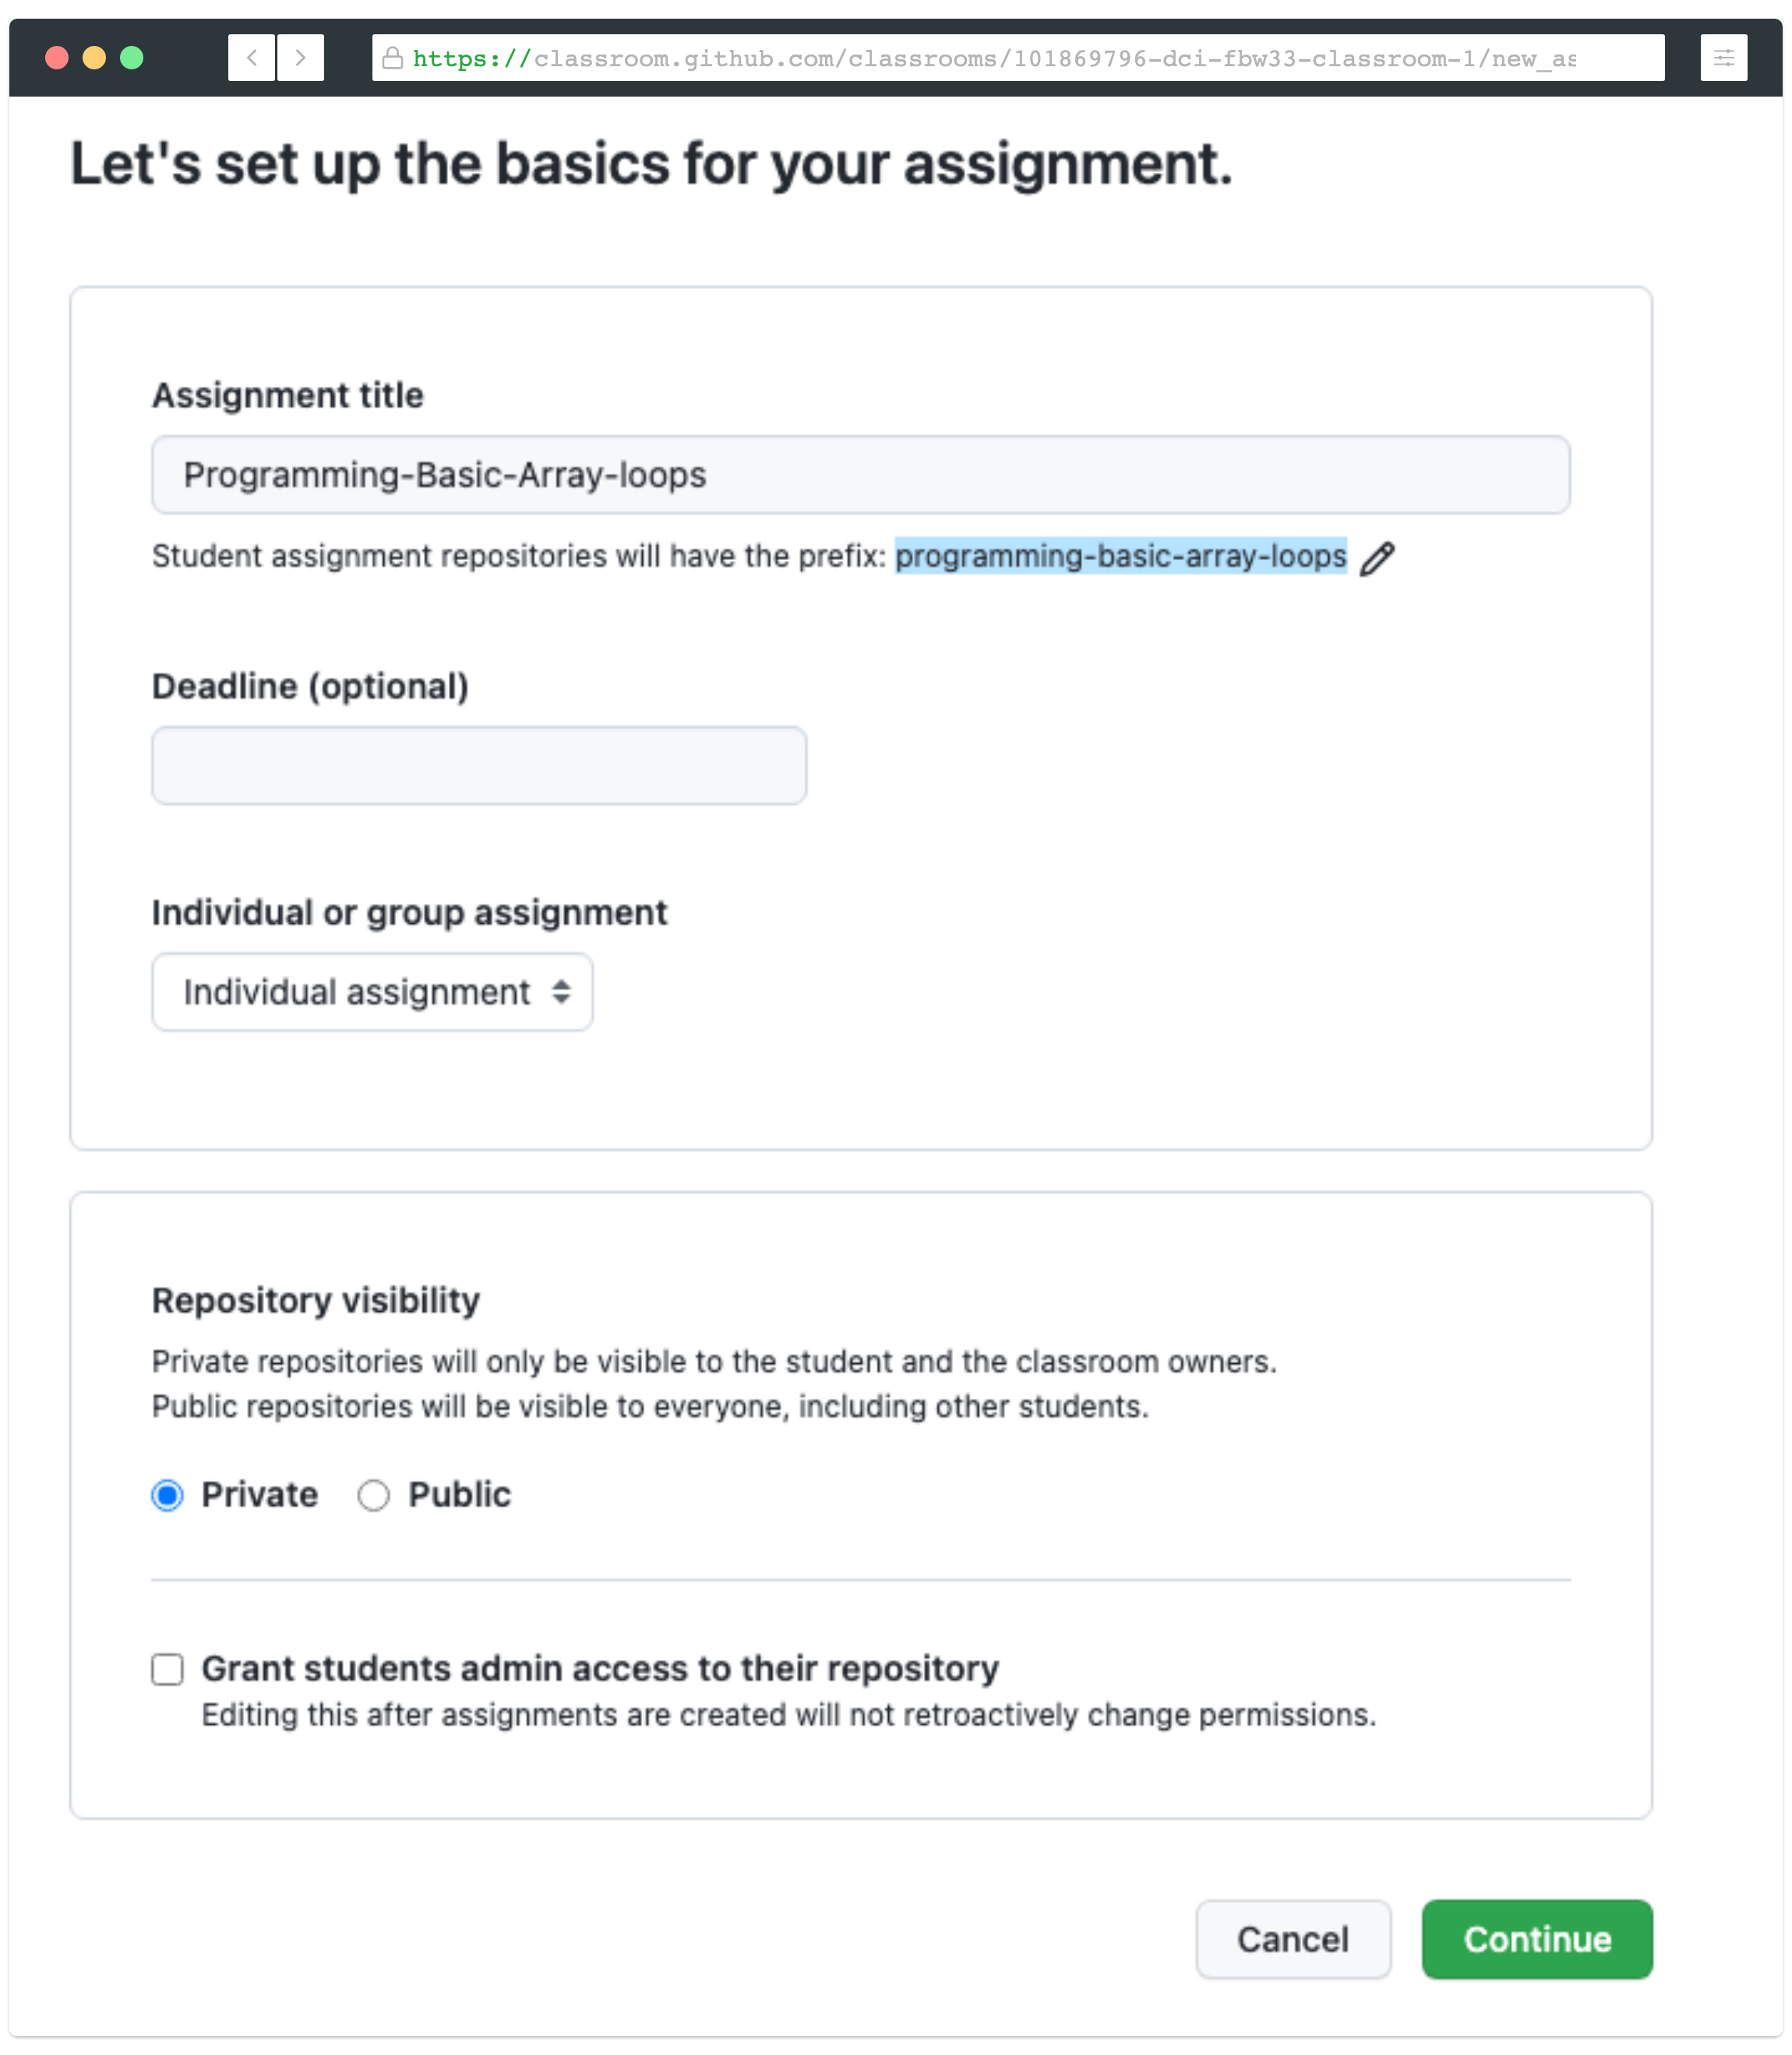 https://classroom.github.com/classrooms/101869796-dci-fbw33-classroom-1/new_as
Let's set up the basics for your assignment.
Assignment title
Programming-Basic-Array-loops
Student assignment repositories will have the prefix: programming-basic-array-loops
Deadline (optional)
Individual or group assignment
Individual assignment
Repository visibility
Private repositories will only be visible to the student and the classroom owners.
Public repositories will be visible to everyone, including other students.
Private Public
Grant students admin access to their repository
Editing this after assignments are created will not retroactively change permissions.
Cancel Continue